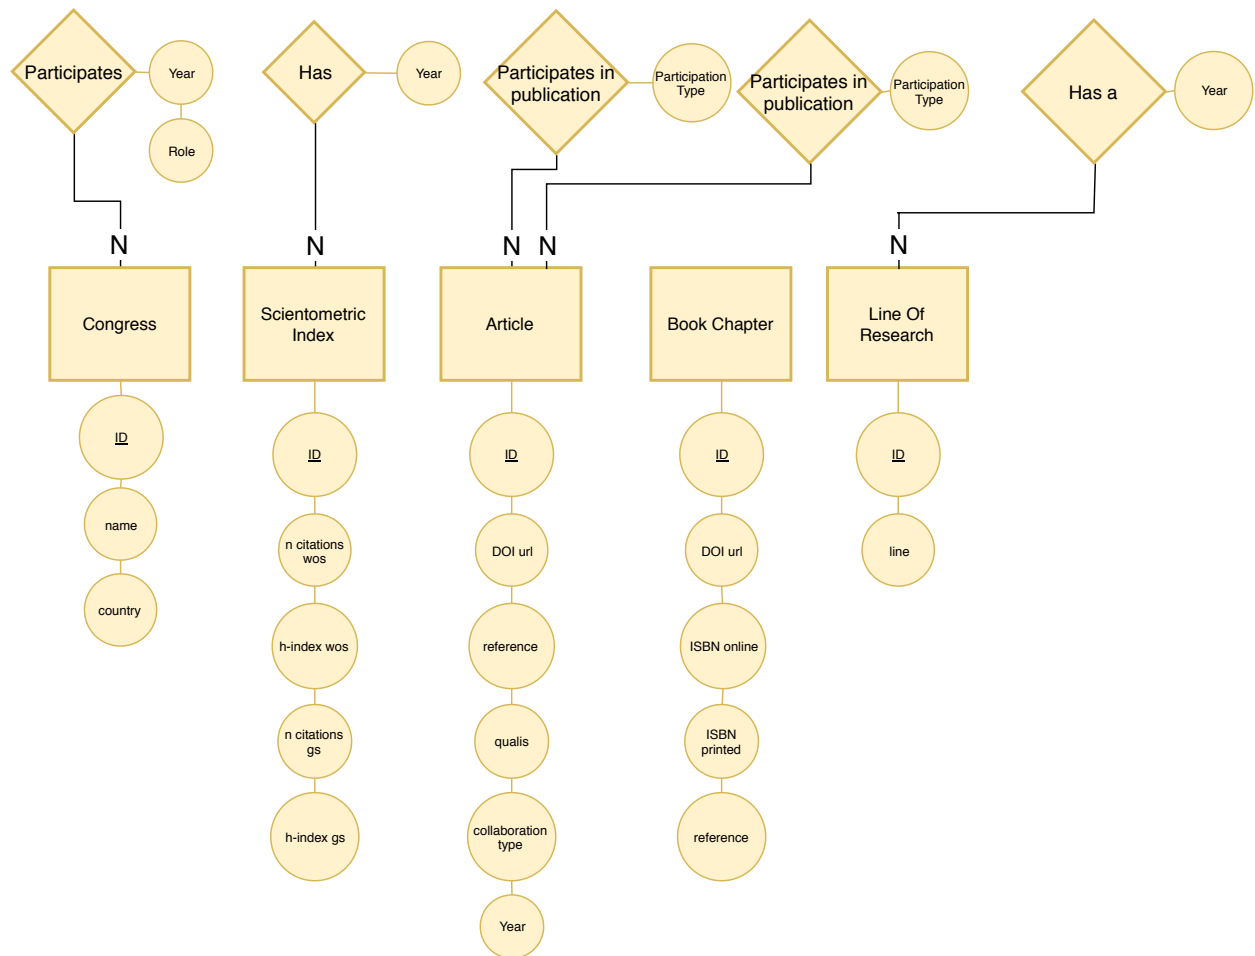 Participates
Year
Role
Has
Year
Participates in
publication
Participation
Type
Participates in
publication
Participation
Type
Has a
Year
N
N
N
N
N
Congress
Scientometric
Index
Article
Book Chapter
Line Of
Research
ID
name
country
ID
n citations
wos
h-index wos
n citations
gs
h-index gs
ID
DOI url
reference
qualis
collaboration
type
Year
ID
DOI url
ISBN online
ISBN
printed
reference
ID
line